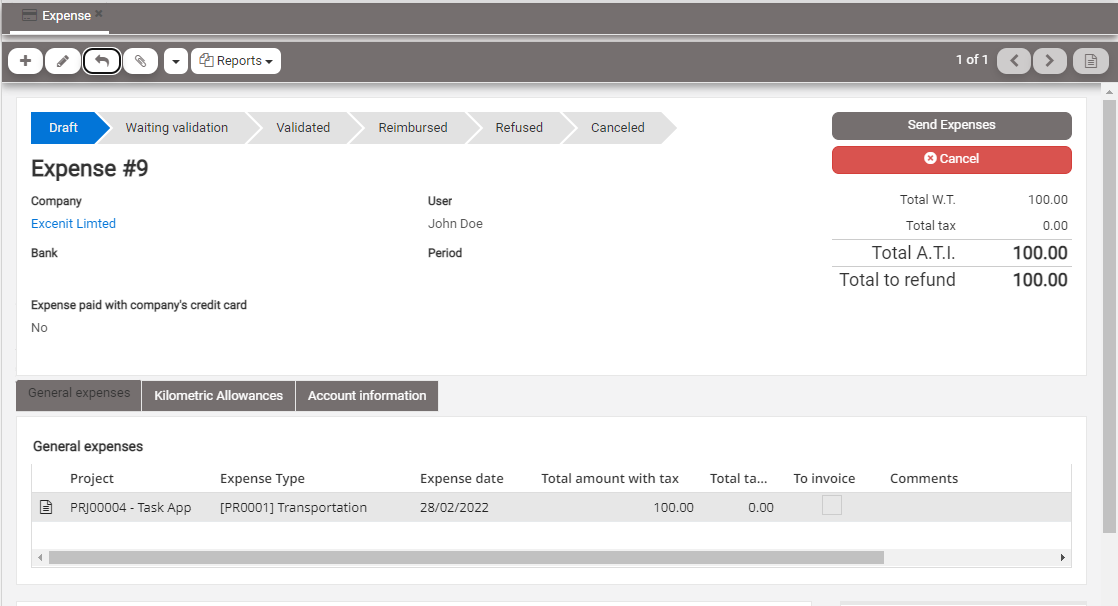 Expense
Reports
1 of 1
Draft
Waiting validation
Validated
Reimbursed
Refused
Canceled
Send Expenses
Cancel
Expense #9
Company
User
Excenit Limted
John Doe
Bank
Period
Expense paid with company's credit card
No
Total W.T. 100.00
Total tax 0.00
Total A.T.I. 100.00
Total to refund 100.00
General expenses
Kilometric Allowances
Account information
General expenses
Project Expense Type Expense date Total amount with tax Total ta... To invoice Comments
PRJ00004 - Task App [PR0001] Transportation 28/02/2022 100.00 0.00